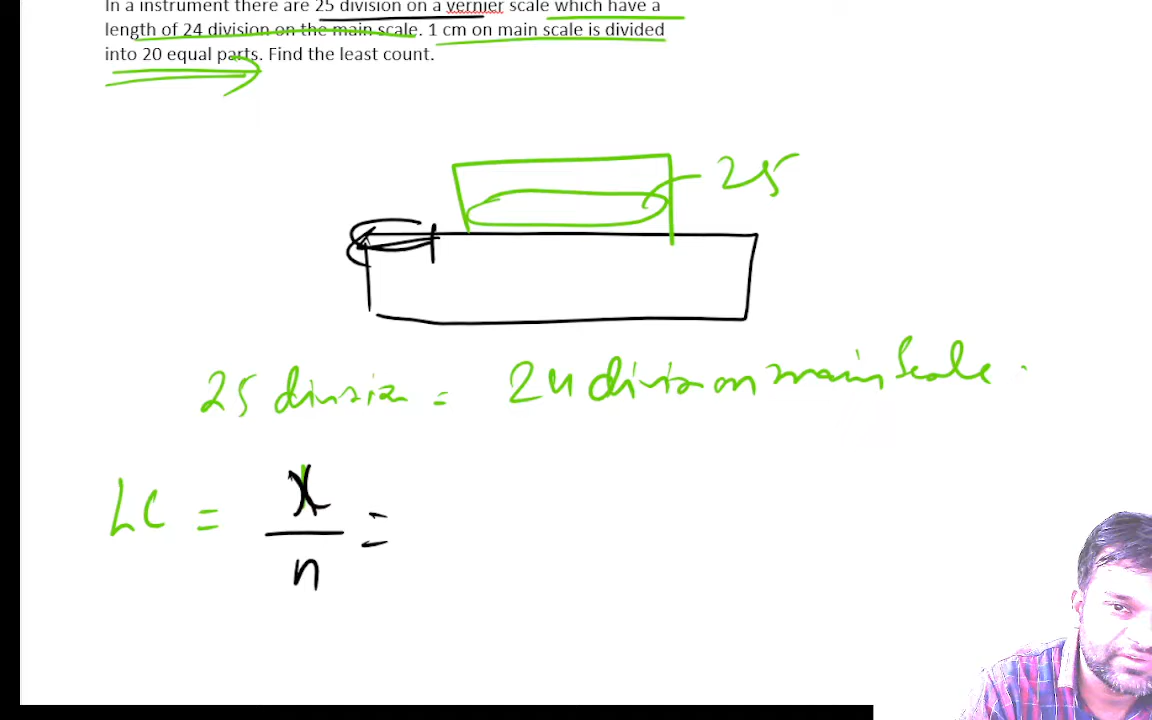 In a instrument there are 25 division on a vernier scale which have a
length of 24 division on the main scale. 1 cm on main scale is divided
into 20 equal parts. Find the least count.
25
25 division = 24 division on main Scale .
LC = x/n =